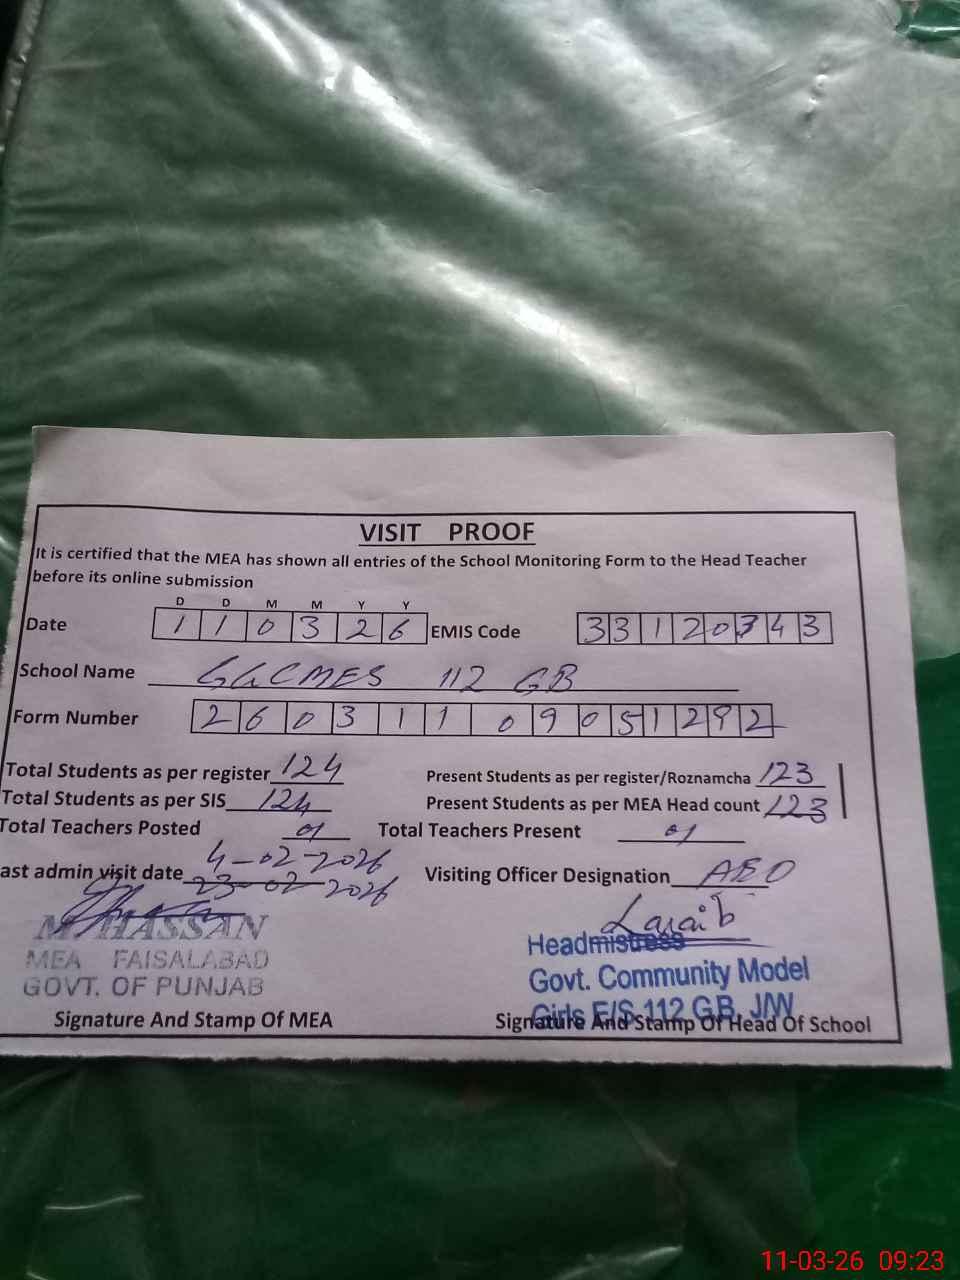 VISIT PROOF
It is certified that the MEA has shown all entries of the School Monitoring Form to the Head Teacher
before its online submission
D D M M Y Y
Date 1 1 0 3 2 6 EMIS Code 3 3 1 2 0 3 4 3
School Name GGCMES 112 GB
Form Number 2 6 0 3 1 1 0 9 0 5 1 2 9 2
Total Students as per register 124 Present Students as per register/Roznamcha 123
Total Students as per SIS 124 Present Students as per MEA Head count 123
Total Teachers Posted 01 Total Teachers Present 01
4-02-2026
ast admin visit date 23-02-2026 Visiting Officer Designation AEO
M. HASSAN
MEA FAISALABAD
GOVT. OF PUNJAB
Signature And Stamp Of MEA
Laraib
Headmistress
Govt. Community Model
Girls E/S 112 GB, J/W
Signature And Stamp Of Head Of School
11-03-26 09:23